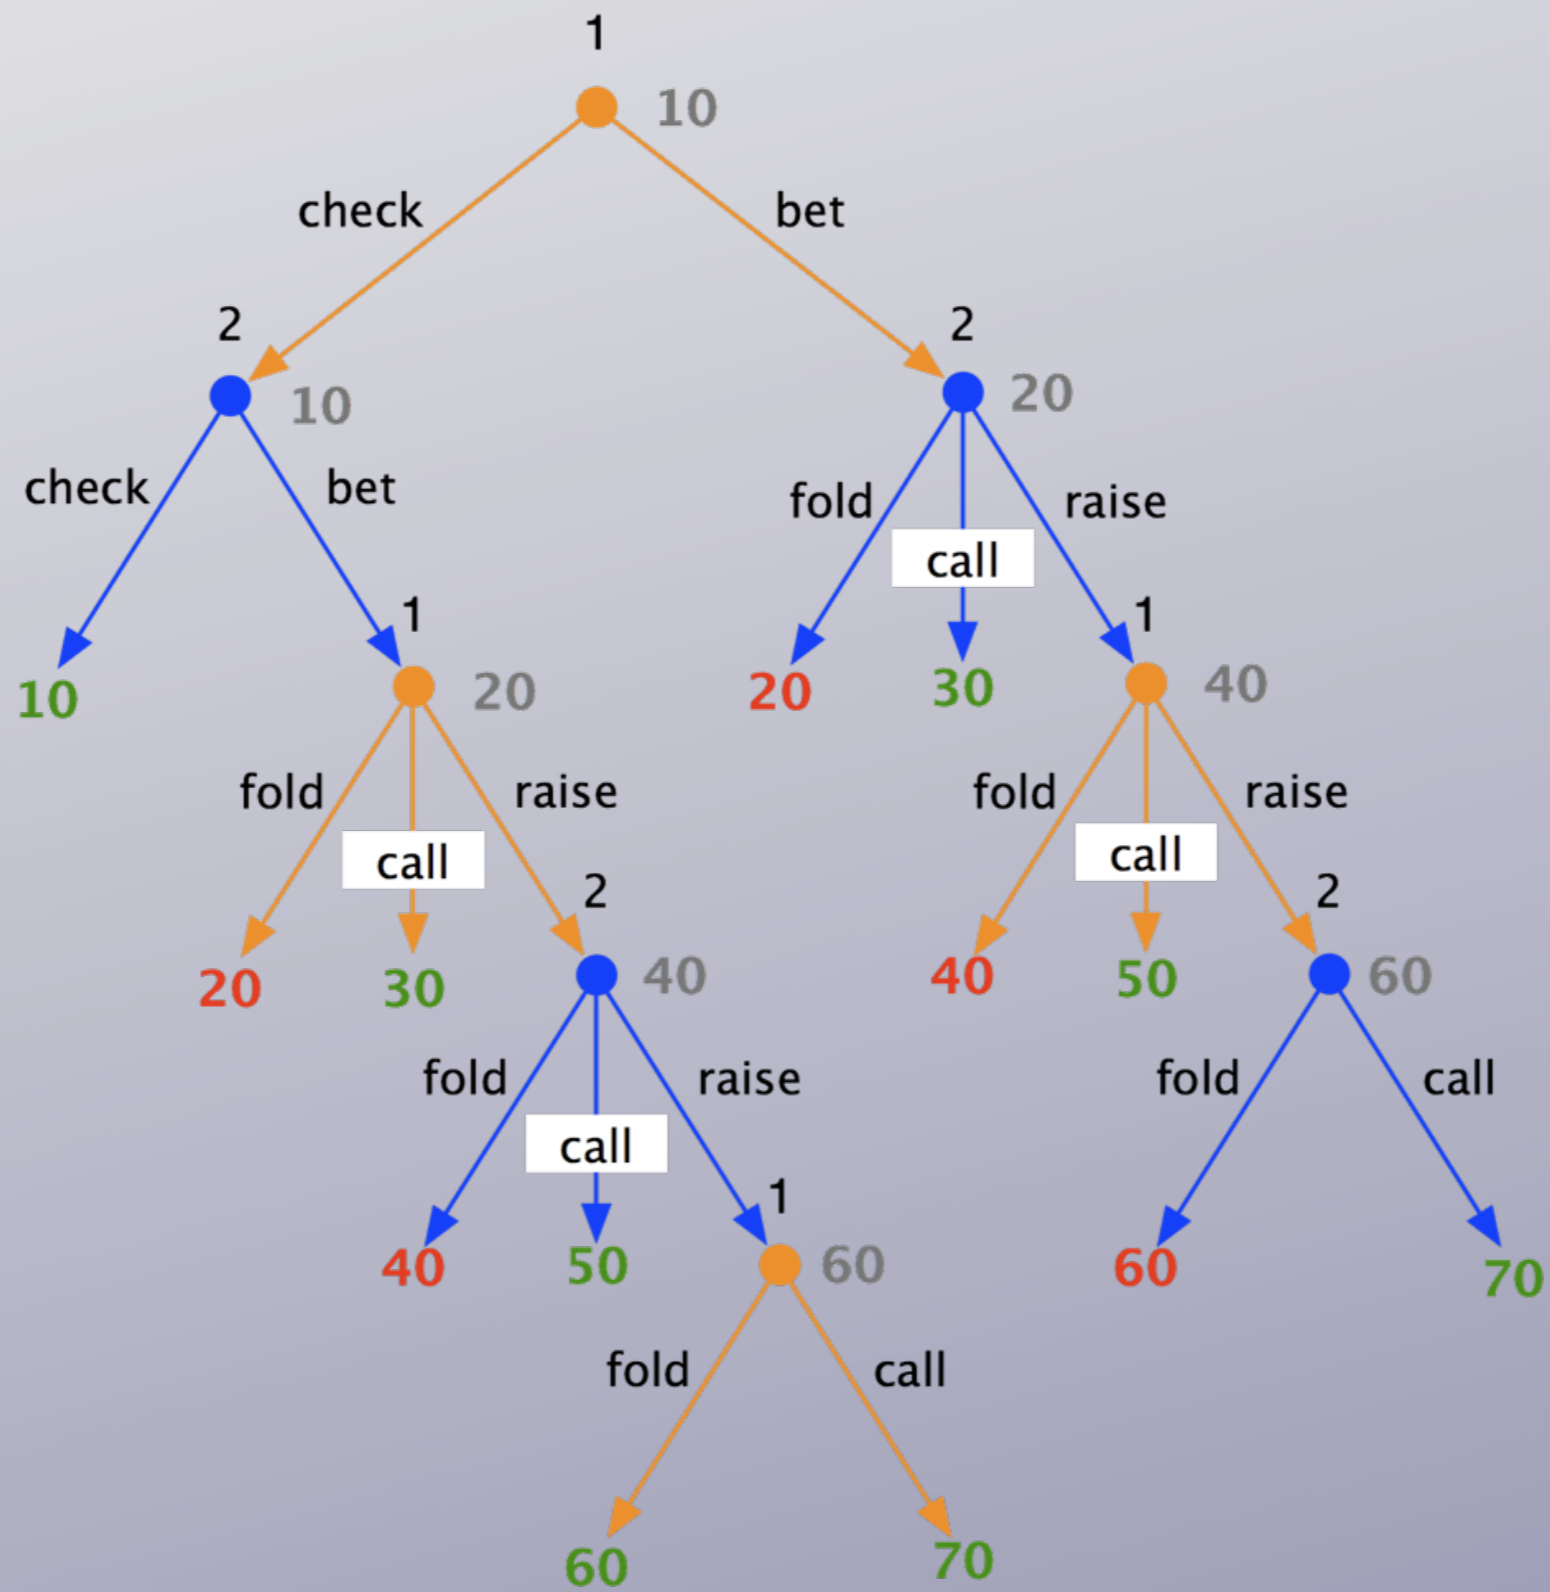 1
10
check bet
2 2
10 20
check bet fold raise
call
1 1
10 20 20 30 40
fold raise fold raise
call call
2 2
20 30 40 40 50 60
fold raise fold call
call
1
40 50 60 60 70
fold call
60 70